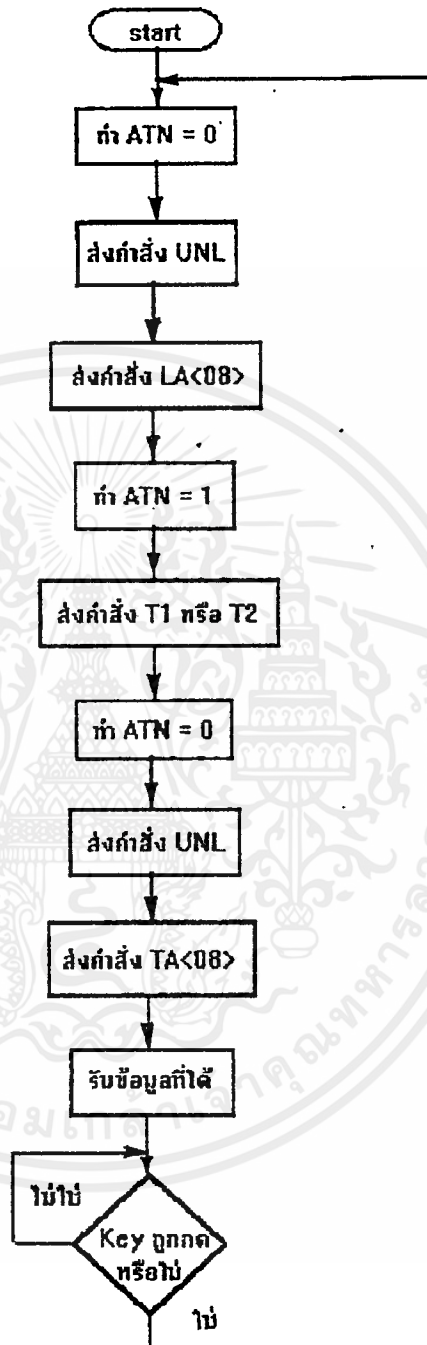 start
ทำ ATN = 0
ส่งคำสั่ง UNL
ส่งคำสั่ง LA<08>
ทำ ATN = 1
ส่งคำสั่ง T1 หรือ T2
ทำ ATN = 0
ส่งคำสั่ง UNL
ส่งคำสั่ง TA<08>
รับข้อมูลที่ได้
ไม่ใช่
Key ถูกกด
หรือไม่
ใช่